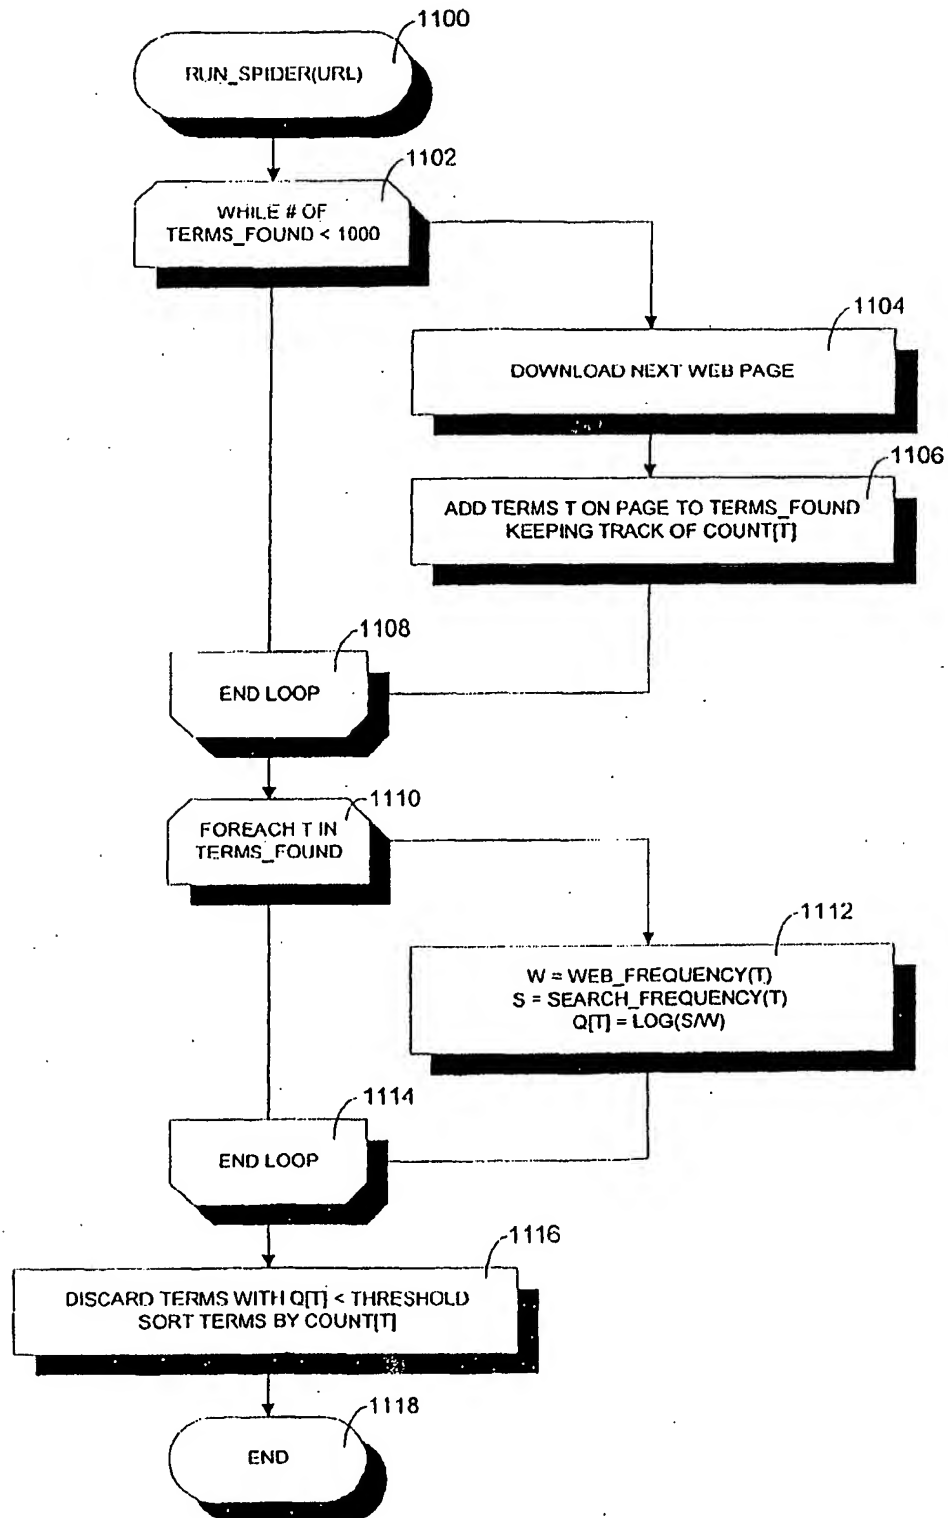 1100
RUN_SPIDER(URL)
1102
WHILE # OF
TERMS_FOUND < 1000
1104
DOWNLOAD NEXT WEB PAGE
1106
ADD TERMS T ON PAGE TO TERMS_FOUND
KEEPING TRACK OF COUNT[T]
1108
END LOOP
1110
FOREACH T IN
TERMS_FOUND
1112
W = WEB_FREQUENCY(T)
S = SEARCH_FREQUENCY(T)
Q[T] = LOG(S/W)
1114
END LOOP
1116
DISCARD TERMS WITH Q[T] < THRESHOLD
SORT TERMS BY COUNT[T]
1118
END